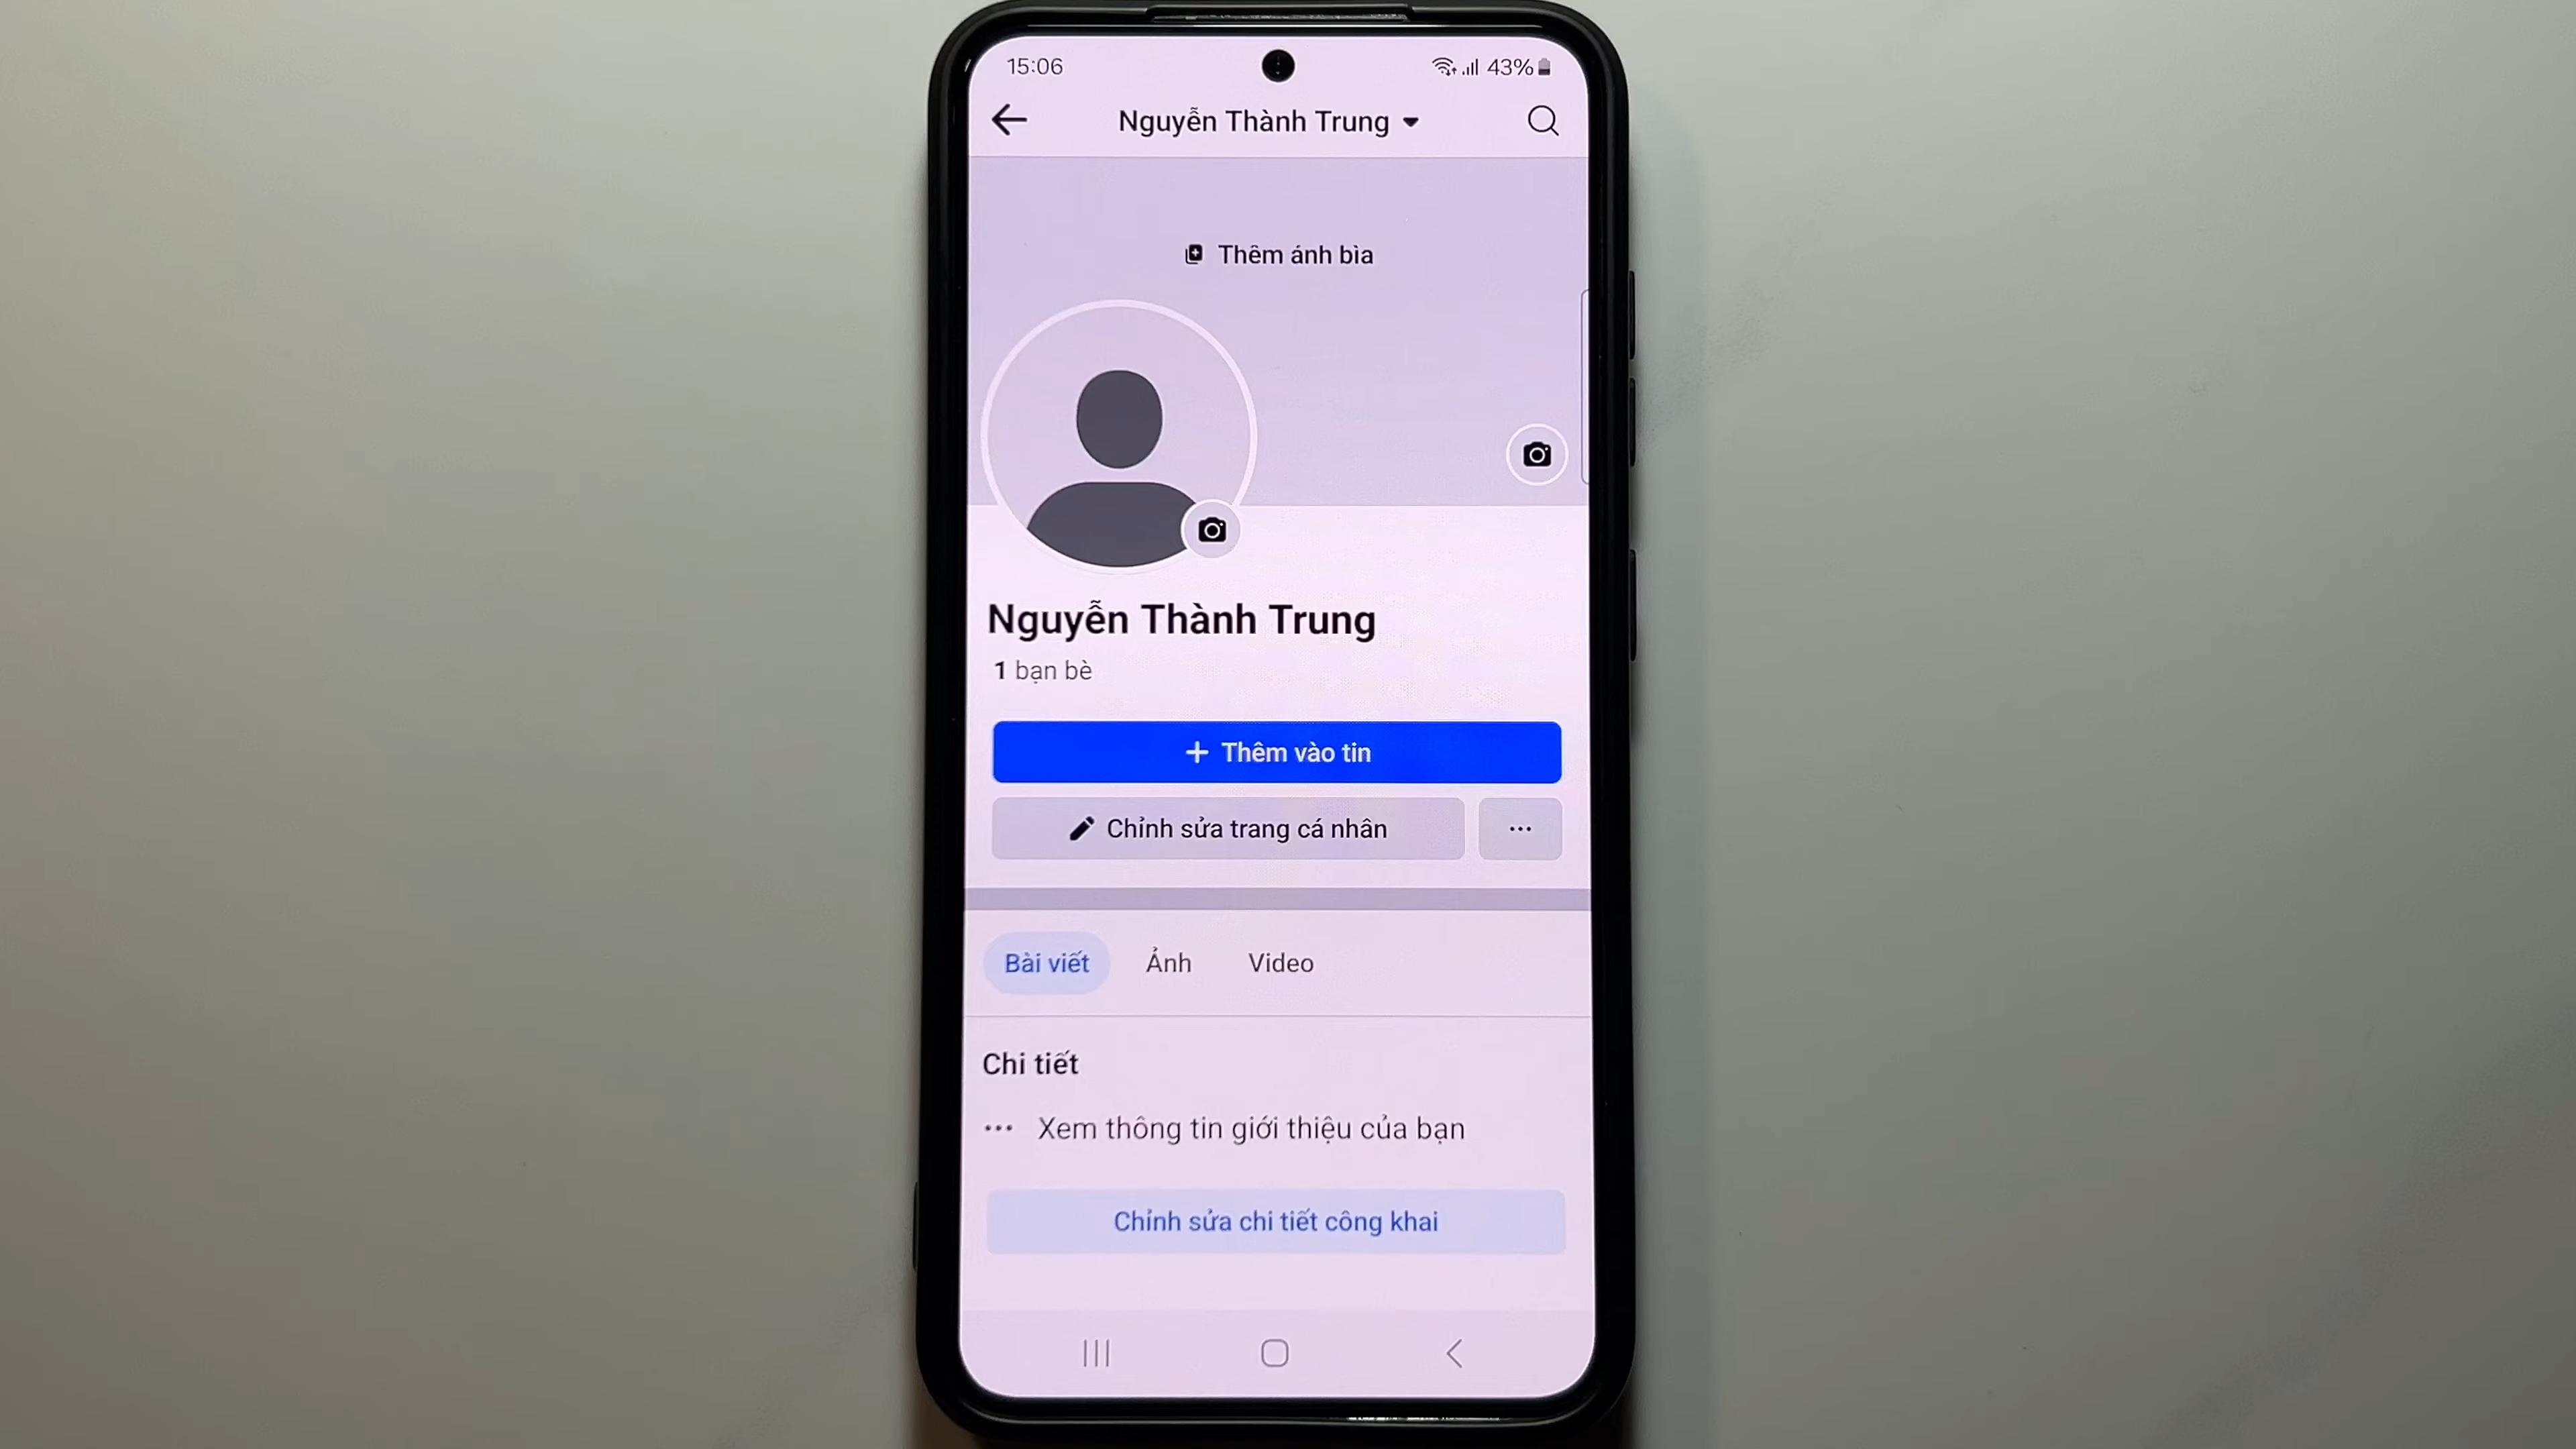 15:06
43%
Nguyễn Thành Trung
Thêm ánh bìa
Nguyễn Thành Trung
1 bạn bè
Thêm vào tin
Chỉnh sửa trang cá nhân
Bài viết Ảnh Video
Chi tiết
Xem thông tin giới thiệu của bạn
Chỉnh sửa chi tiết công khai